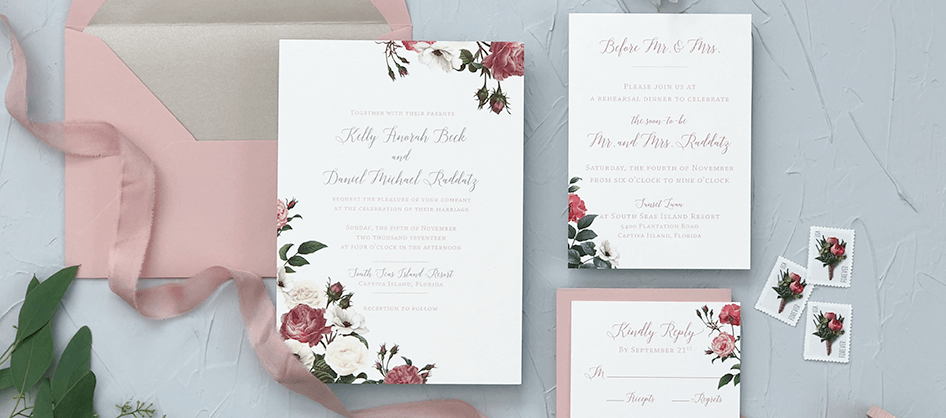 Together with their parents
Kelly Anorah Beck
and
Daniel Michael Raddatz
request the pleasure of your company
at the celebration of their marriage
Sunday, the fifth of November
two thousand seventeen
at four o'clock in the afternoon
South Seas Island Resort
Captiva Island, Florida
reception to follow
Before Mr. & Mrs.
Please join us at
a rehearsal dinner to celebrate
the soon-to-be
Mr. and Mrs. Raddatz
Saturday, the fourth of November
from six o'clock to nine o'clock
Sunset Luau
at South Seas Island Resort
5400 Plantation Road
Captiva Island, Florida
Kindly Reply
By September 21st
M
Accepts Regrets
FOREVER
FOREVER
FOREVER